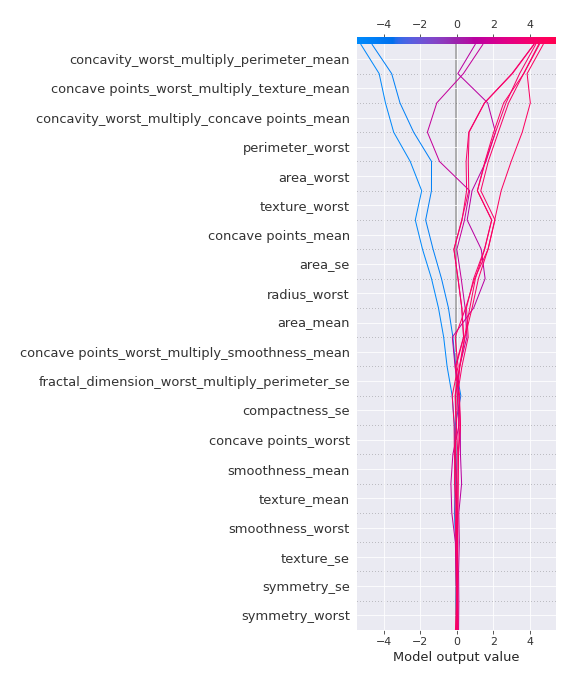 −4 −2 0 2 4
concavity_worst_multiply_perimeter_mean
concave points_worst_multiply_texture_mean
concavity_worst_multiply_concave points_mean
perimeter_worst
area_worst
texture_worst
concave points_mean
area_se
radius_worst
area_mean
concave points_worst_multiply_smoothness_mean
fractal_dimension_worst_multiply_perimeter_se
compactness_se
concave points_worst
smoothness_mean
texture_mean
smoothness_worst
texture_se
symmetry_se
symmetry_worst
−4 −2 0 2 4
Model output value